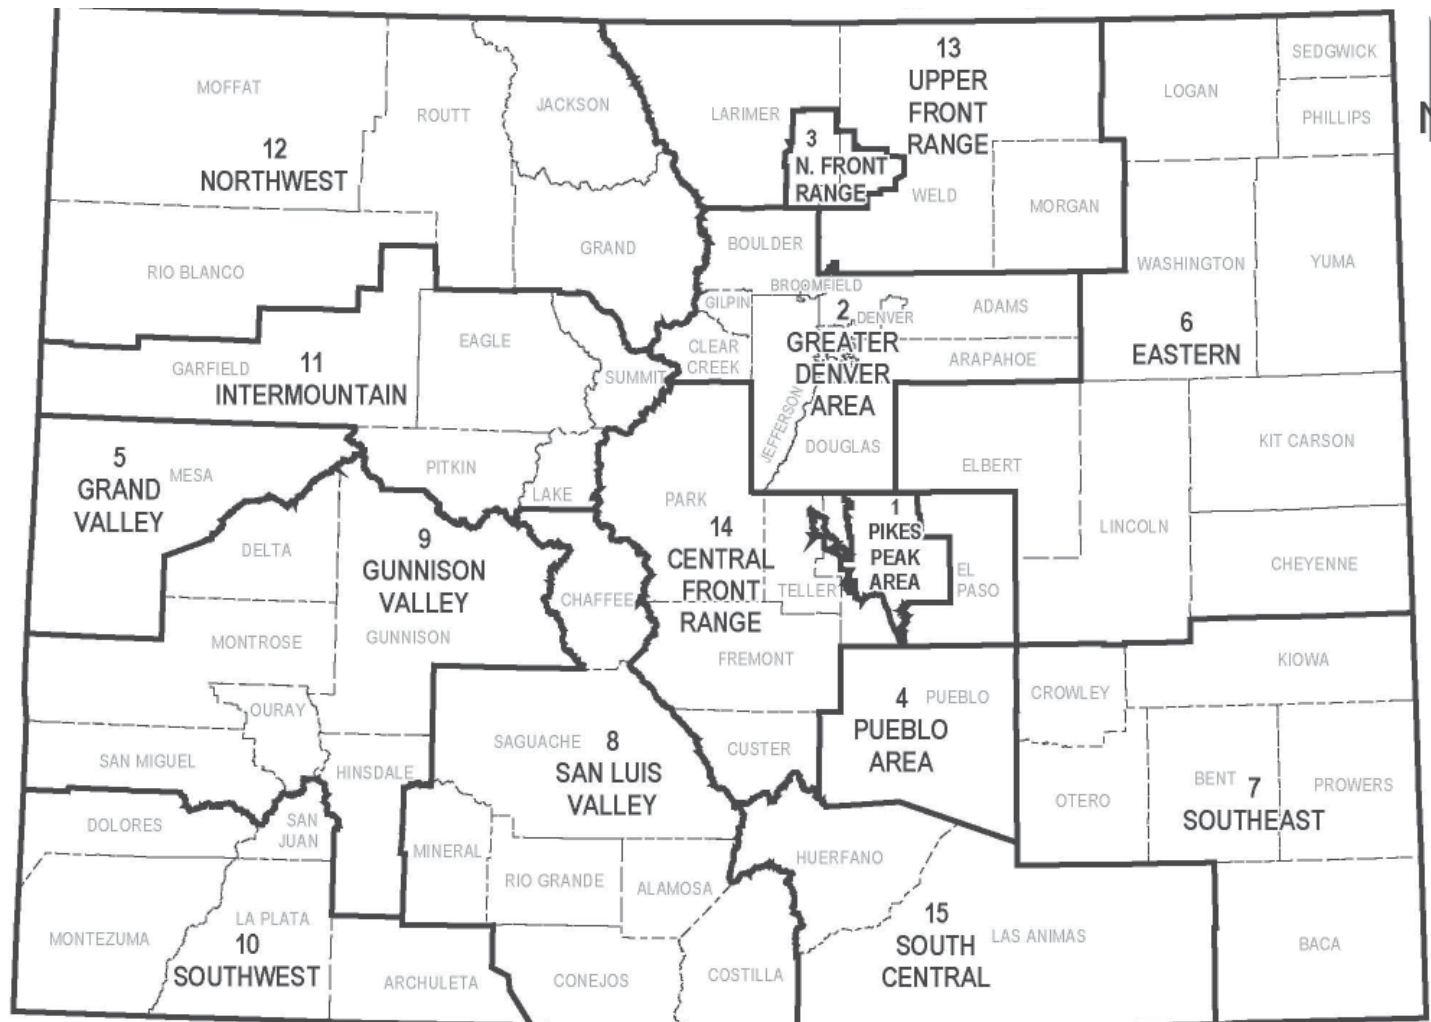 13
UPPER
FRONT
RANGE
SEDGWICK
MOFFAT
LOGAN
JACKSON
ROUTT
LARIMER
PHILLIPS
12
NORTHWEST
3
N. FRONT
RANGE
WELD
MORGAN
BOULDER
GRAND
RIO BLANCO
WASHINGTON
YUMA
BROOMFIELD
GILPIN
ADAMS
2
GREATER
DENVER
AREA
DENVER
6
EASTERN
EAGLE
CLEAR
CREEK
ARAPAHOE
GARFIELD
11
INTERMOUNTAIN
SUMMIT
JEFFERSON
DOUGLAS
KIT CARSON
5
GRAND
VALLEY
MESA
PITKIN
ELBERT
LAKE
PARK
1
PIKES
PEAK
AREA
LINCOLN
14
CENTRAL
FRONT
RANGE
DELTA
9
GUNNISON
VALLEY
CHEYENNE
EL
PASO
TELLER
CHAFFEE
MONTROSE
GUNNISON
FREMONT
KIOWA
CROWLEY
4
PUEBLO
AREA
PUEBLO
OURAY
SAGUACHE
8
SAN LUIS
VALLEY
CUSTER
SAN MIGUEL
HINSDALE
BENT
7
SOUTHEAST
PROWERS
OTERO
DOLORES
SAN
JUAN
MINERAL
HUERFANO
RIO GRANDE
ALAMOSA
LA PLATA
10
SOUTHWEST
15
SOUTH
CENTRAL
LAS ANIMAS
MONTEZUMA
BACA
ARCHULETA
CONEJOS
COSTILLA